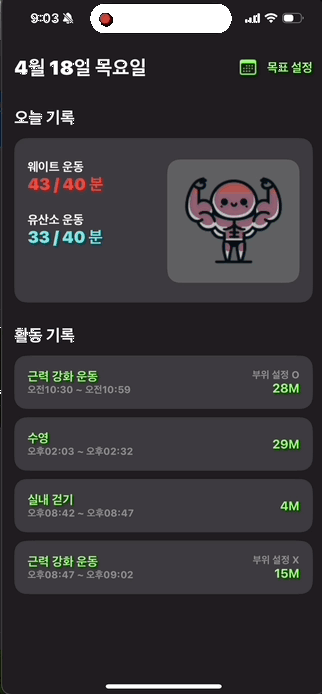 9:03
4월 18일 목요일
목표 설정
오늘 기록
웨이트 운동
43 / 40 분
유산소 운동
33 / 40 분
활동 기록
근력 강화 운동
부위 설정 O
오전10:30 ~ 오전10:59
28M
수영
오후02:03 ~ 오후02:32
29M
실내 걷기
오후08:42 ~ 오후08:47
4M
근력 강화 운동
부위 설정 X
오후08:47 ~ 오후09:02
15M